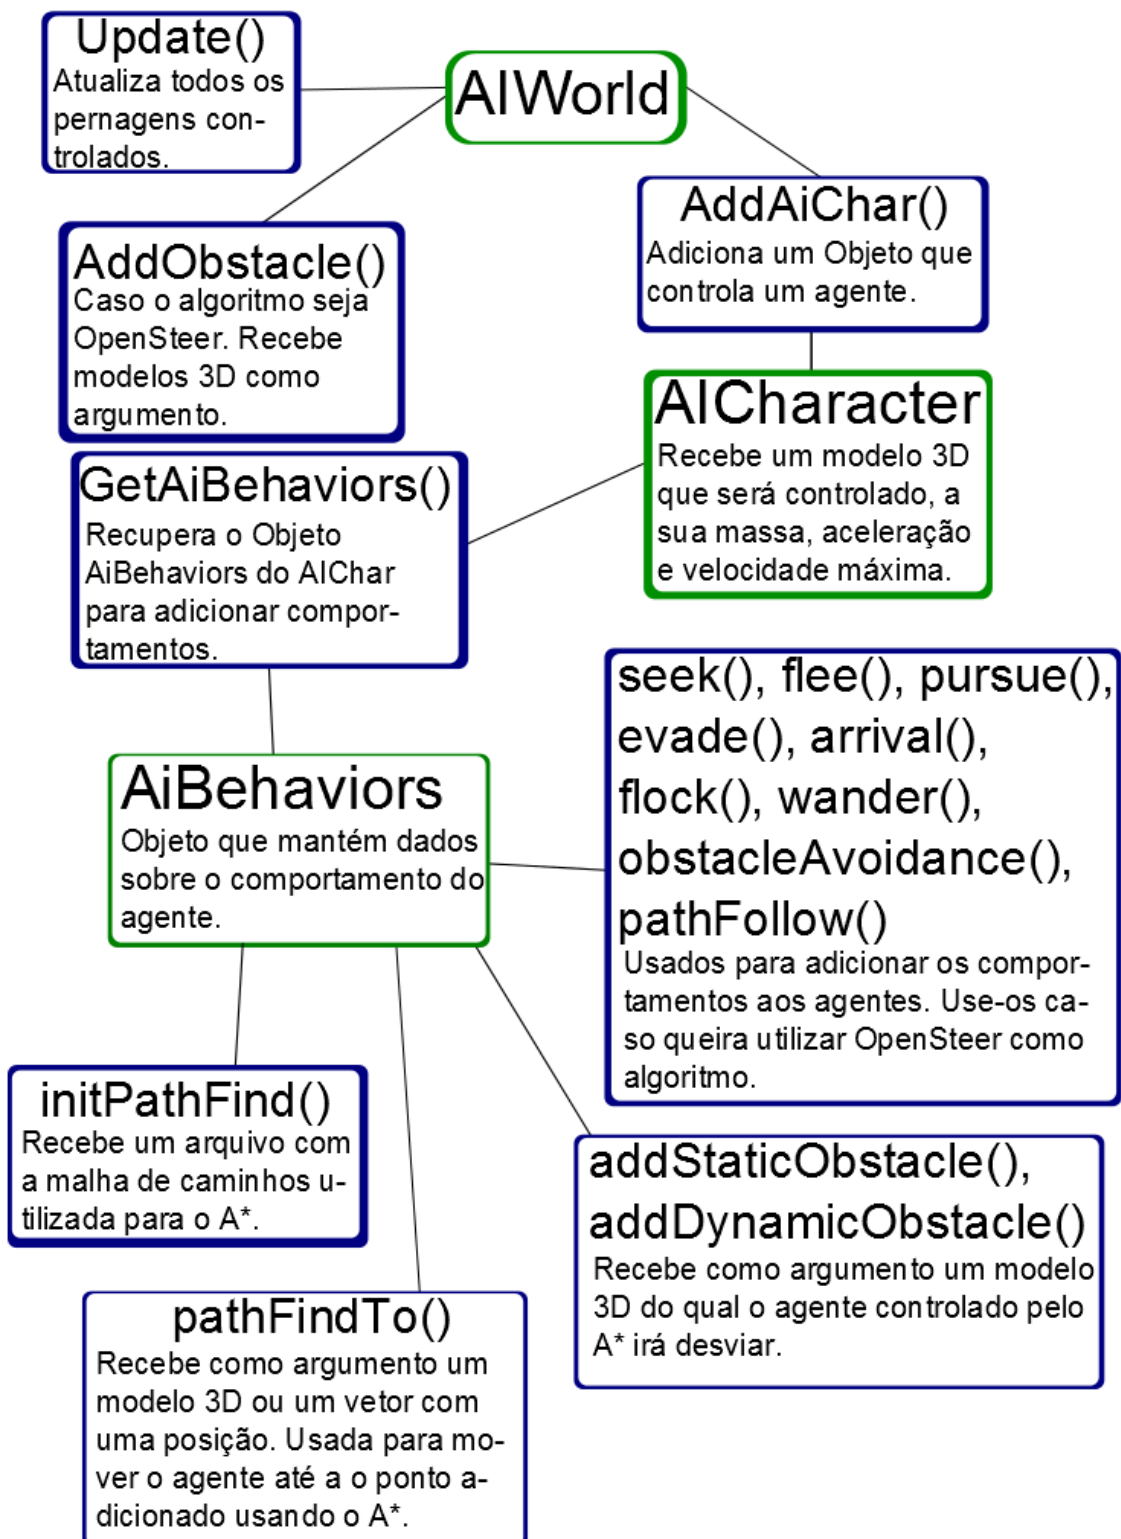 Update()
Atualiza todos os
pernagens con-
trolados.
AIWorld
AddAiChar()
Adiciona um Objeto que
controla um agente.
AddObstacle()
Caso o algoritmo seja
OpenSteer. Recebe
modelos 3D como
argumento.
AICharacter
Recebe um modelo 3D
que será controlado, a
sua massa, aceleração
e velocidade máxima.
GetAiBehaviors()
Recupera o Objeto
AiBehaviors do AIChar
para adicionar compor-
tamentos.
seek(), flee(), pursue(),
evade(), arrival(),
flock(), wander(),
obstacleAvoidance(),
pathFollow()
Usados para adicionar os compor-
tamentos aos agentes. Use-os ca-
so queira utilizar OpenSteer como
algoritmo.
AiBehaviors
Objeto que mantém dados
sobre o comportamento do
agente.
initPathFind()
Recebe um arquivo com
a malha de caminhos u-
tilizada para o A*.
addStaticObstacle(),
addDynamicObstacle()
Recebe como argumento um modelo
3D do qual o agente controlado pelo
A* irá desviar.
pathFindTo()
Recebe como argumento um
modelo 3D ou um vetor com
uma posição. Usada para mo-
ver o agente até a o ponto a-
dicionado usando o A*.